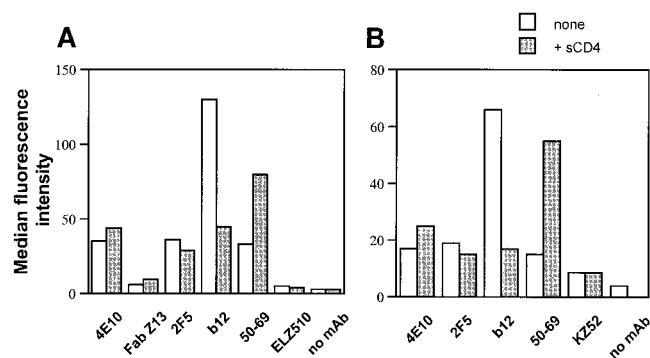 none
+ sCD4
A
B
Median fluorescence
intensity
150
100
50
0
4E10
Fab Z13
2F5
b12
50-69
ELZ510
no mAb
80
60
40
20
0
4E10
2F5
b12
50-69
KZ52
no mAb